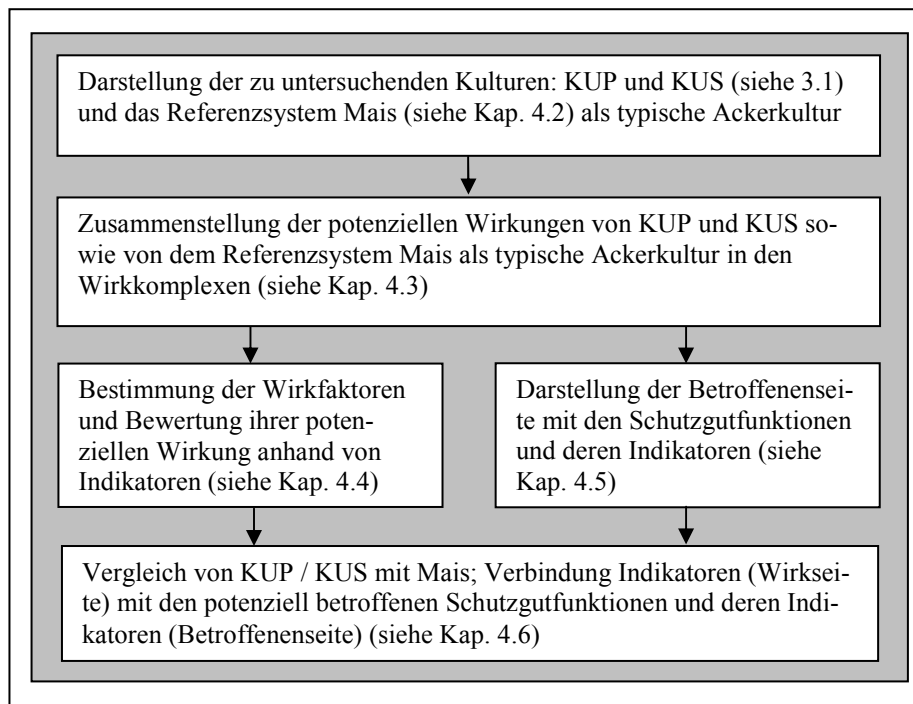 Darstellung der zu untersuchenden Kulturen: KUP und KUS (siehe 3.1)
und das Referenzsystem Mais (siehe Kap. 4.2) als typische Ackerkultur
Zusammenstellung der potenziellen Wirkungen von KUP und KUS so-
wie von dem Referenzsystem Mais als typische Ackerkultur in den
Wirkkomplexen (siehe Kap. 4.3)
Bestimmung der Wirkfaktoren
und Bewertung ihrer poten-
ziellen Wirkung anhand von
Indikatoren (siehe Kap. 4.4)
Darstellung der Betroffenensei-
te mit den Schutzgutfunktionen
und deren Indikatoren (siehe
Kap. 4.5)
Vergleich von KUP / KUS mit Mais; Verbindung Indikatoren (Wirksei-
te) mit den potenziell betroffenen Schutzgutfunktionen und deren Indi-
katoren (Betroffenenseite) (siehe Kap. 4.6)